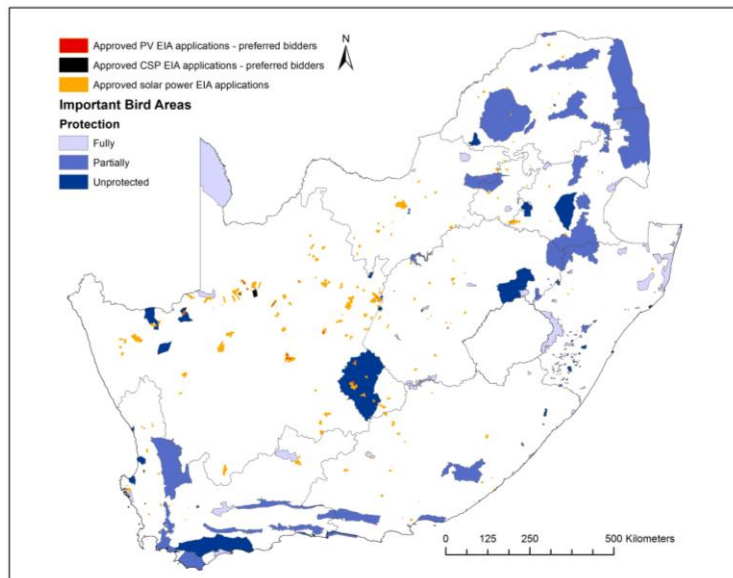 Approved PV EIA applications - preferred bidders
Approved CSP EIA applications - preferred bidders
Approved solar power EIA applications
Important Bird Areas
Protection
Fully
Partially
Unprotected
N
0 125 250 500 Kilometers